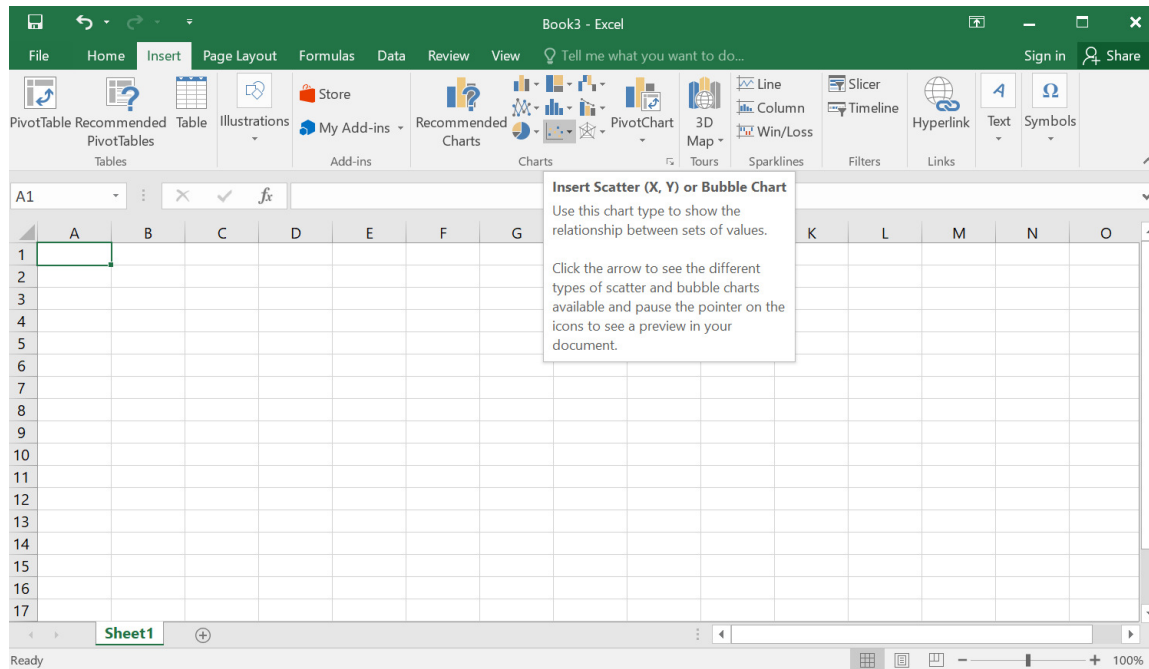 Book3 - Excel
File Home Insert Page Layout Formulas Data Review View Tell me what you want to do... Sign in Share
PivotTable Recommended PivotTables Table Illustrations Store My Add-ins Recommended Charts PivotChart 3D Map Line Column Win/Loss Slicer Timeline Hyperlink Text Symbols
Tables Add-ins Charts Tours Sparklines Filters Links
A1 fx
Insert Scatter (X, Y) or Bubble Chart
Use this chart type to show the
relationship between sets of values.
Click the arrow to see the different
types of scatter and bubble charts
available and pause the pointer on the
icons to see a preview in your
document.
A B C D E F G K L M N O
1
2
3
4
5
6
7
8
9
10
11
12
13
14
15
16
17
Sheet1
Ready 100%